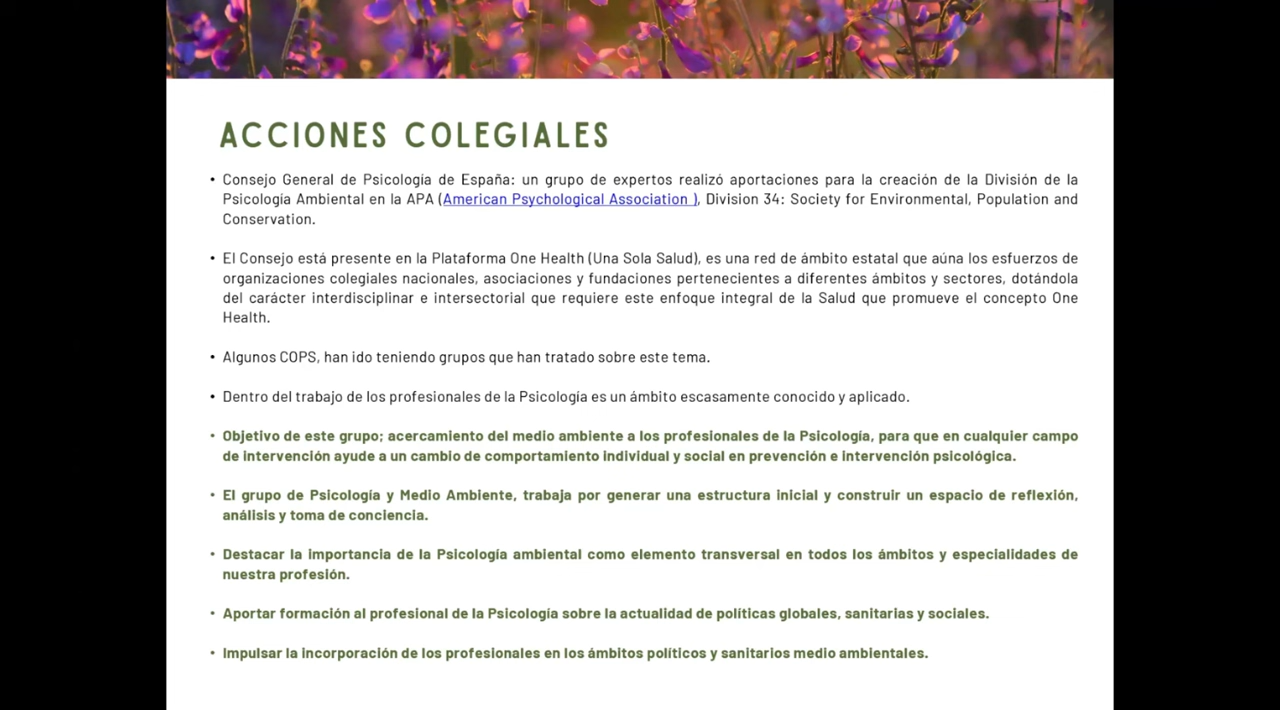 ACCIONES COLEGIALES
• Consejo General de Psicología de España: un grupo de expertos realizó aportaciones para la creación de la División de la
Psicología Ambiental en la APA (American Psychological Association ), Division 34: Society for Environmental, Population and
Conservation.
• El Consejo está presente en la Plataforma One Health (Una Sola Salud), es una red de ámbito estatal que aúna los esfuerzos de
organizaciones colegiales nacionales, asociaciones y fundaciones pertenecientes a diferentes ámbitos y sectores, dotándola
del carácter interdisciplinar e intersectorial que requiere este enfoque integral de la Salud que promueve el concepto One
Health.
• Algunos COPS, han ido teniendo grupos que han tratado sobre este tema.
• Dentro del trabajo de los profesionales de la Psicología es un ámbito escasamente conocido y aplicado.
• Objetivo de este grupo; acercamiento del medio ambiente a los profesionales de la Psicología, para que en cualquier campo
de intervención ayude a un cambio de comportamiento individual y social en prevención e intervención psicológica.
• El grupo de Psicología y Medio Ambiente, trabaja por generar una estructura inicial y construir un espacio de reflexión,
análisis y toma de conciencia.
• Destacar la importancia de la Psicología ambiental como elemento transversal en todos los ámbitos y especialidades de
nuestra profesión.
• Aportar formación al profesional de la Psicología sobre la actualidad de políticas globales, sanitarias y sociales.
• Impulsar la incorporación de los profesionales en los ámbitos políticos y sanitarios medio ambientales.